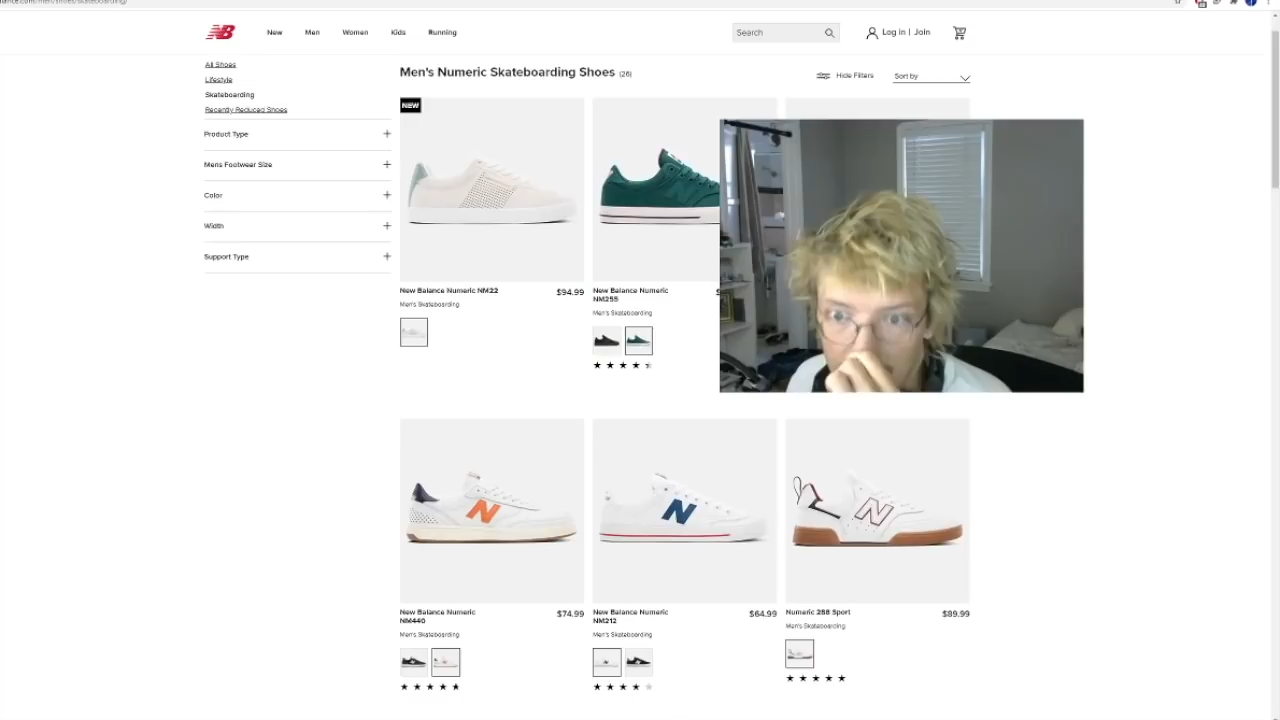 New
Men
Women
Kids
Running
Search
Log in | Join
All Shoes
Lifestyle
Skateboarding
Recently Reduced Shoes
Product Type
Mens Footwear Size
Color
Width
Support Type
Men's Numeric Skateboarding Shoes (26)
Hide Filters
Sort by
NEW
New Balance Numeric NM22
$94.99
Men's Skateboarding
New Balance Numeric
NM255
Men's Skateboarding
New Balance Numeric
NM440
$74.99
Men's Skateboarding
New Balance Numeric
NM212
$64.99
Men's Skateboarding
Numeric 288 Sport
$89.99
Men's Skateboarding